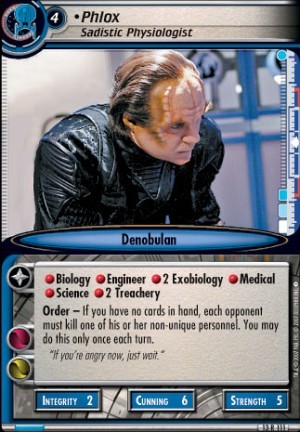 4
•Phlox
Sadistic Physiologist
Denobulan
Biology Engineer 2 Exobiology Medical
Science 2 Treachery
Order – If you have no cards in hand, each opponent
must kill one of his or her non-unique personnel. You may
do this only once each turn.
"If you're angry now, just wait."
INTEGRITY 2 CUNNING 6 STRENGTH 5